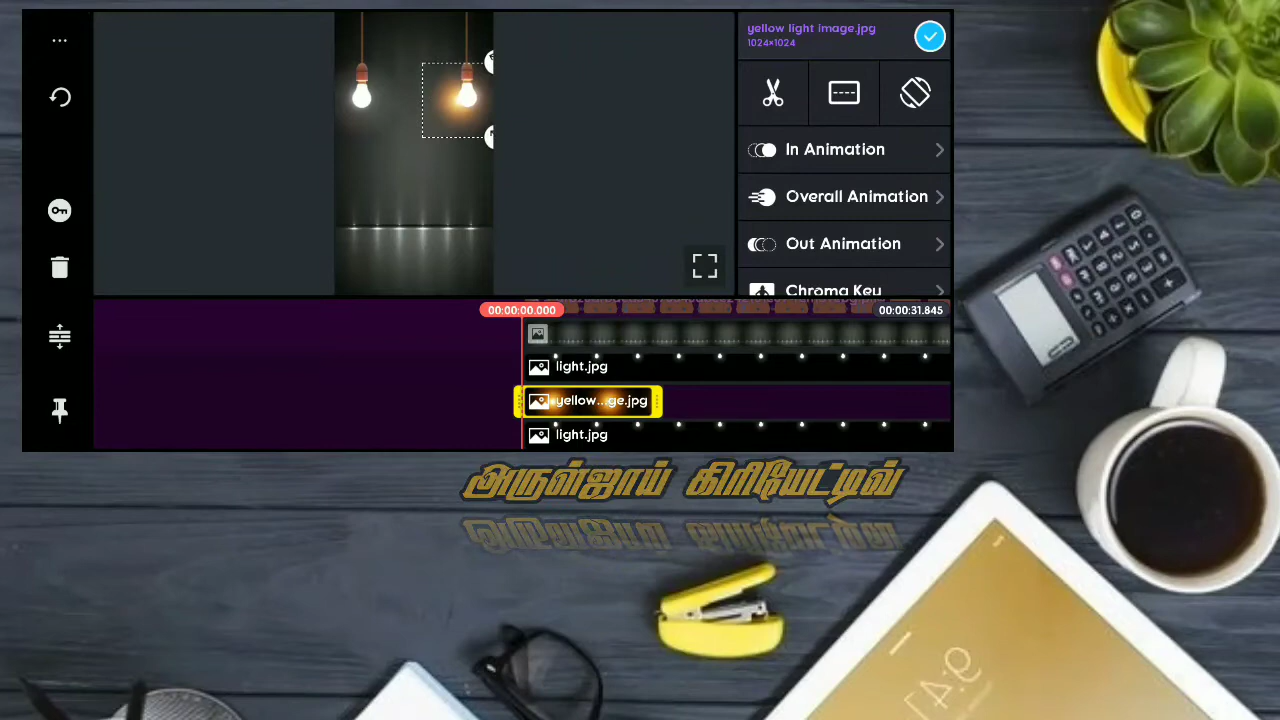 yellow light image.jpg
1024×1024
In Animation
Overall Animation
Out Animation
Chroma Key
00:00:00.000
00:00:31.845
light.jpg
yellow...ge.jpg
light.jpg
அருள்ஜாய் கிரியேட்டிவ்